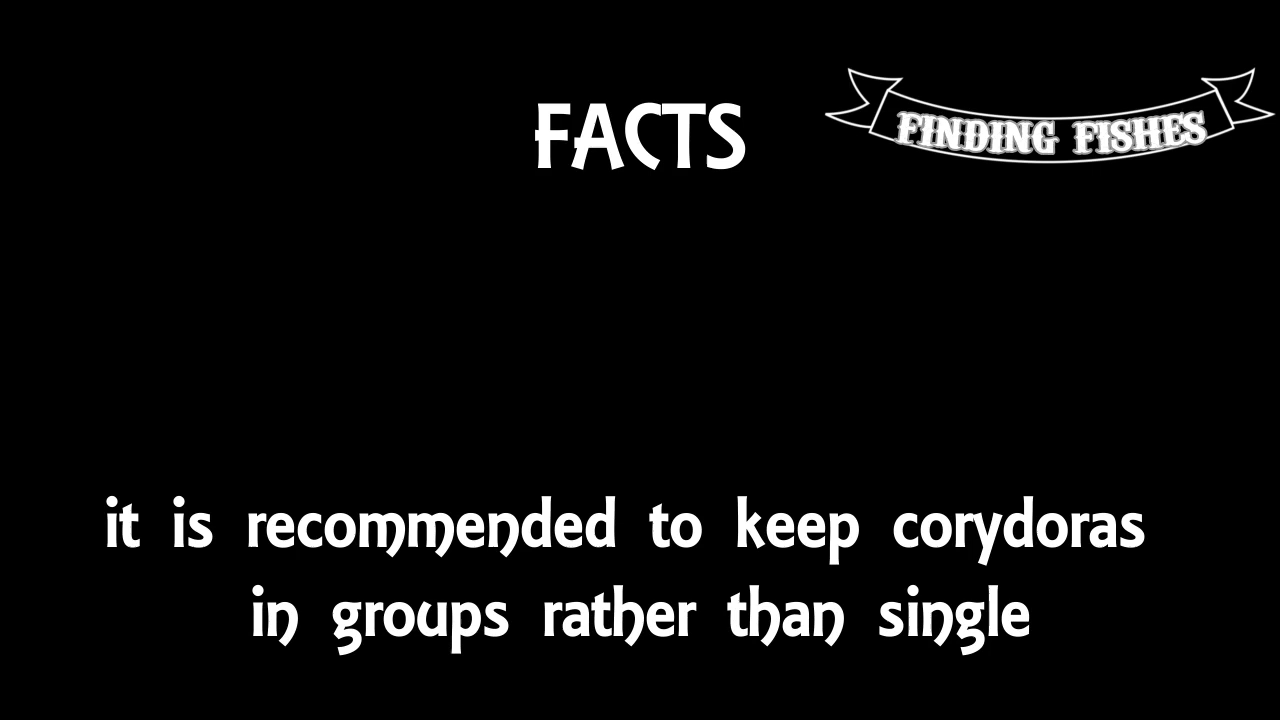 FACTS
FINDING FISHES
it is recommended to keep corydoras
in groups rather than single